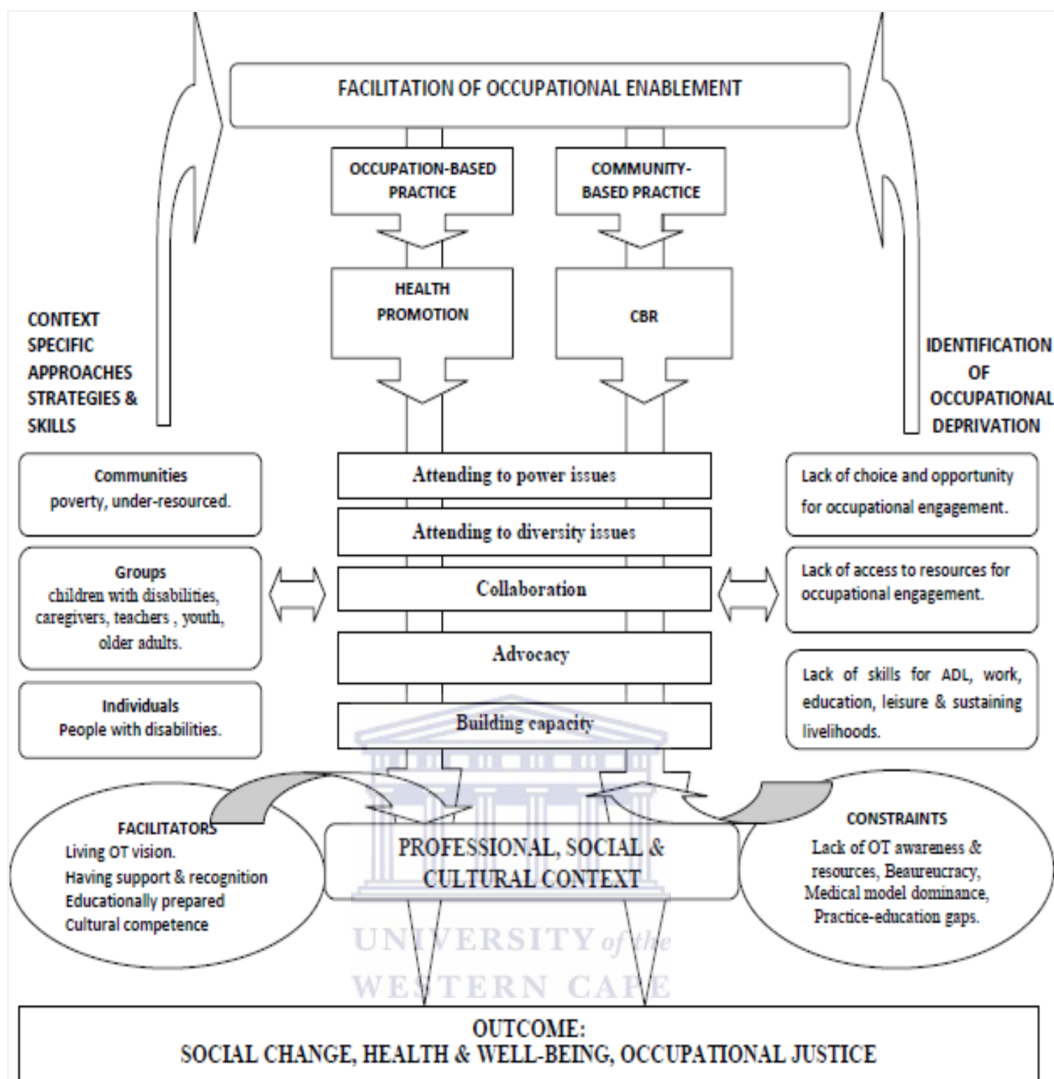 FACILITATION OF OCCUPATIONAL ENABLEMENT
OCCUPATION-BASED
PRACTICE
COMMUNITY-
BASED PRACTICE
HEALTH
PROMOTION
CBR
CONTEXT
SPECIFIC
APPROACHES
STRATEGIES &
SKILLS
IDENTIFICATION
OF
OCCUPATIONAL
DEPRIVATION
Communities
poverty, under-resourced.
Groups
children with disabilities,
caregivers, teachers , youth,
older adults.
Individuals
People with disabilities.
Attending to power issues
Attending to diversity issues
Collaboration
Advocacy
Building capacity
Lack of choice and opportunity
for occupational engagement.
Lack of access to resources for
occupational engagement.
Lack of skills for ADL, work,
education, leisure & sustaining
livelihoods.
FACILITATORS
Living OT vision.
Having support & recognition
Educationally prepared
Cultural competence
PROFESSIONAL, SOCIAL &
CULTURAL CONTEXT
CONSTRAINTS
Lack of OT awareness &
resources, Beaureucracy,
Medical model dominance,
Practice-education gaps.
UNIVERSITY of the
WESTERN CAPE
OUTCOME:
SOCIAL CHANGE, HEALTH & WELL-BEING, OCCUPATIONAL JUSTICE